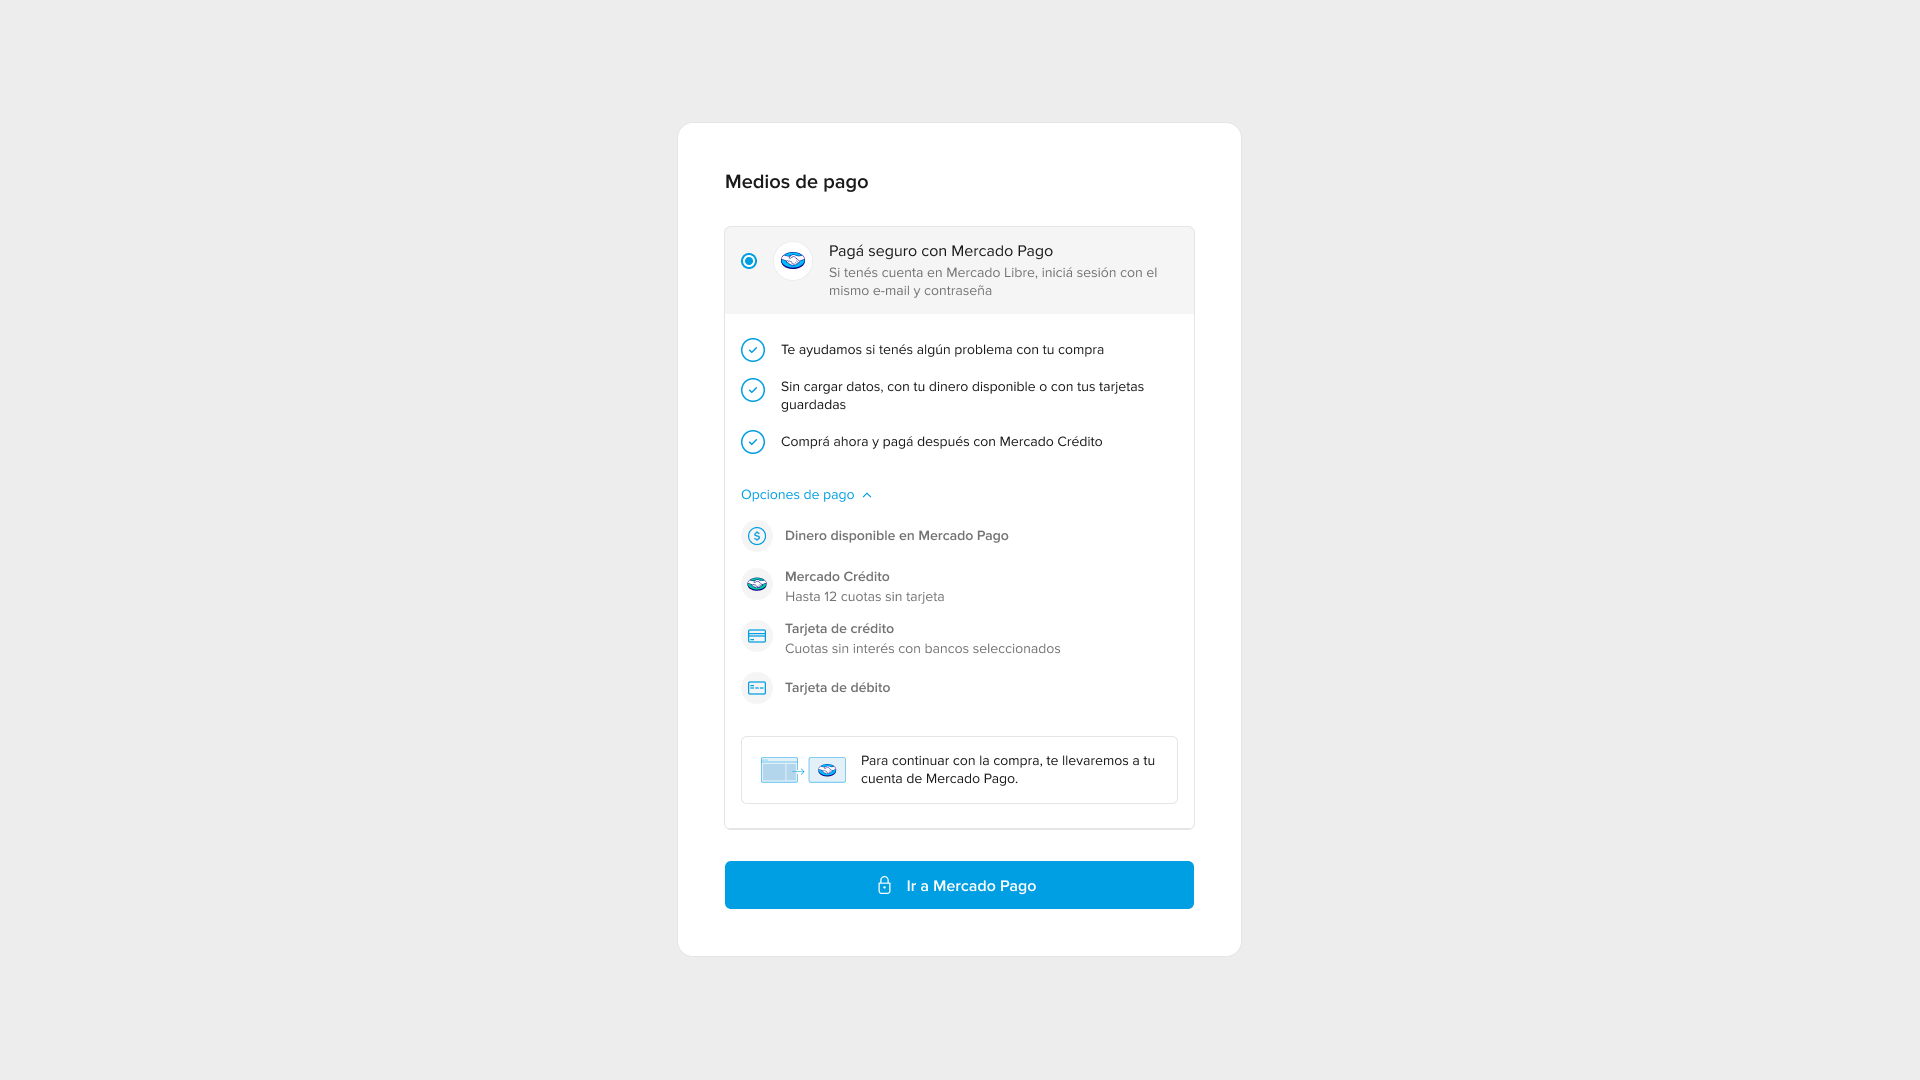 Medios de pago
Pagá seguro con Mercado Pago
Si tenés cuenta en Mercado Libre, iniciá sesión con el
mismo e-mail y contraseña
Te ayudamos si tenés algún problema con tu compra
Sin cargar datos, con tu dinero disponible o con tus tarjetas
guardadas
Comprá ahora y pagá después con Mercado Crédito
Opciones de pago
$ Dinero disponible en Mercado Pago
Mercado Crédito
Hasta 12 cuotas sin tarjeta
Tarjeta de crédito
Cuotas sin interés con bancos seleccionados
Tarjeta de débito
Para continuar con la compra, te llevaremos a tu
cuenta de Mercado Pago.
Ir a Mercado Pago